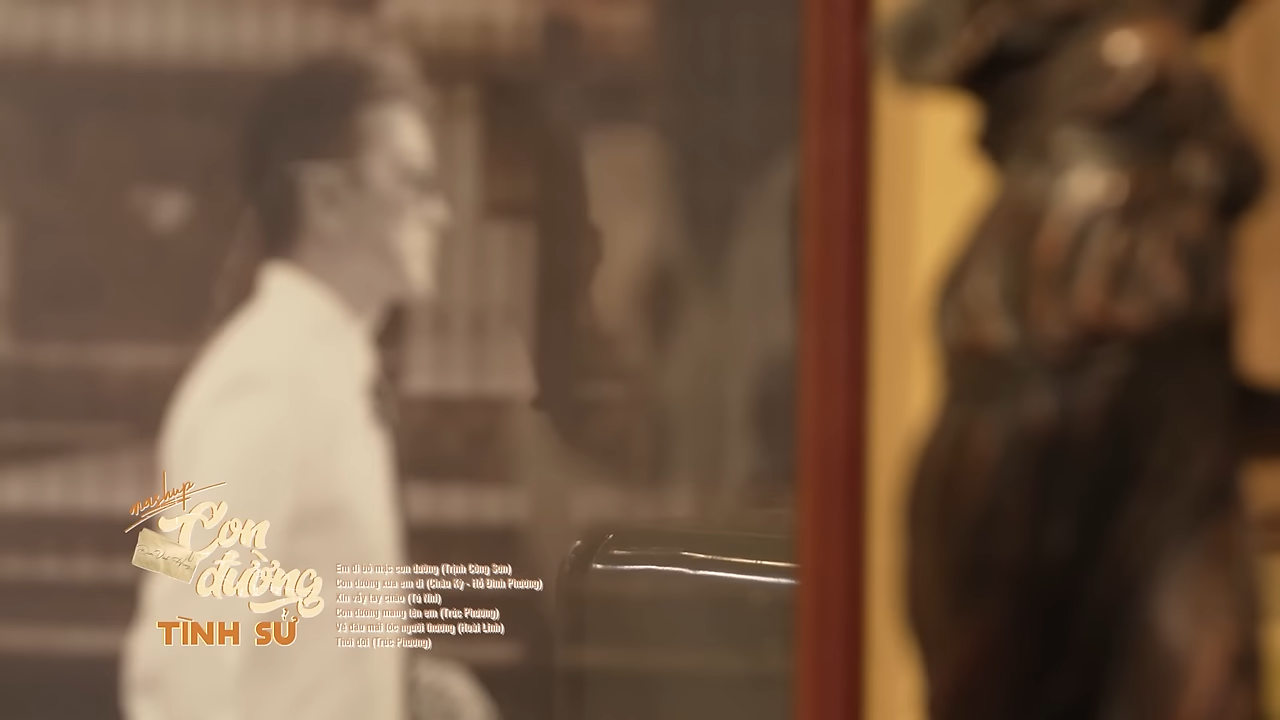 mashup
Con
đường
TÌNH SỬ
Em đi bỏ mặc con đường (Trịnh Công Sơn)
Con đường xưa em đi (Châu Kỳ - Hồ Đình Phương)
Xin vẫy tay chào (Tú Nhi)
Con đường mang tên em (Trúc Phương)
Về đâu mái tóc người thương (Hoài Linh)
Thói đời (Trúc Phương)